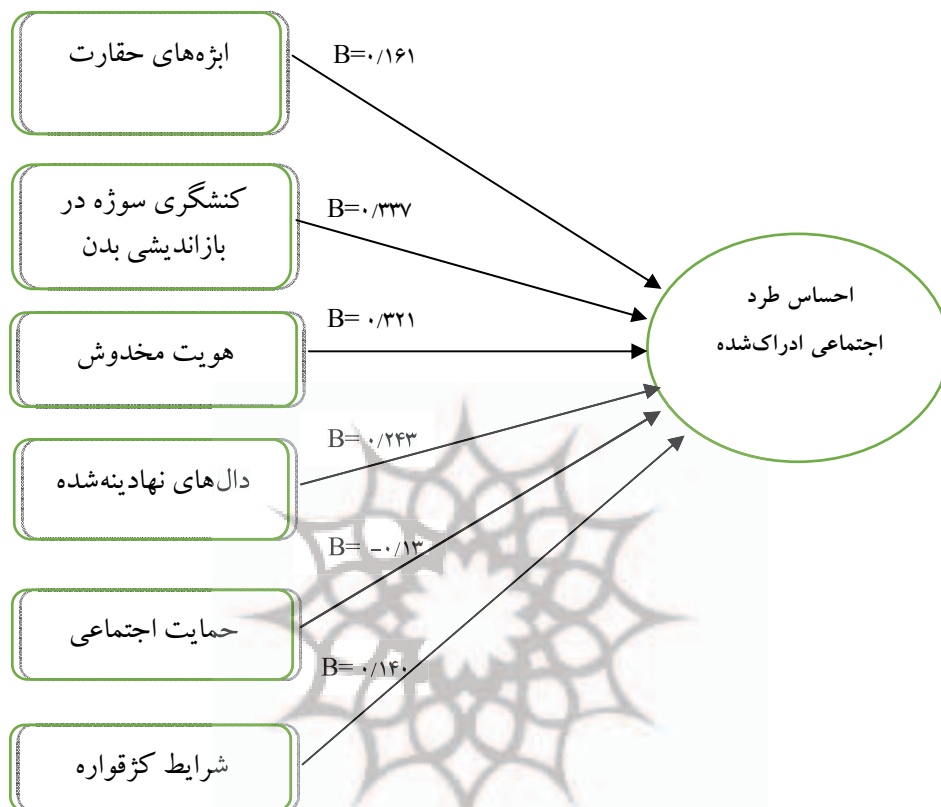 ابژه‌های حقارت
B=۰/۱۶۱
کنشگری سوژه در
بازاندیشی بدن
B=۰/۳۳۷
هویت مخدوش
B= ۰/۳۲۱
احساس طرد
اجتماعی ادراک‌شده
دال‌های نهادینه‌شده
B= ۰/۲۴۳
حمایت اجتماعی
B= -۰/۱۳
شرایط کژقواره
B= ۰/۱۴۰